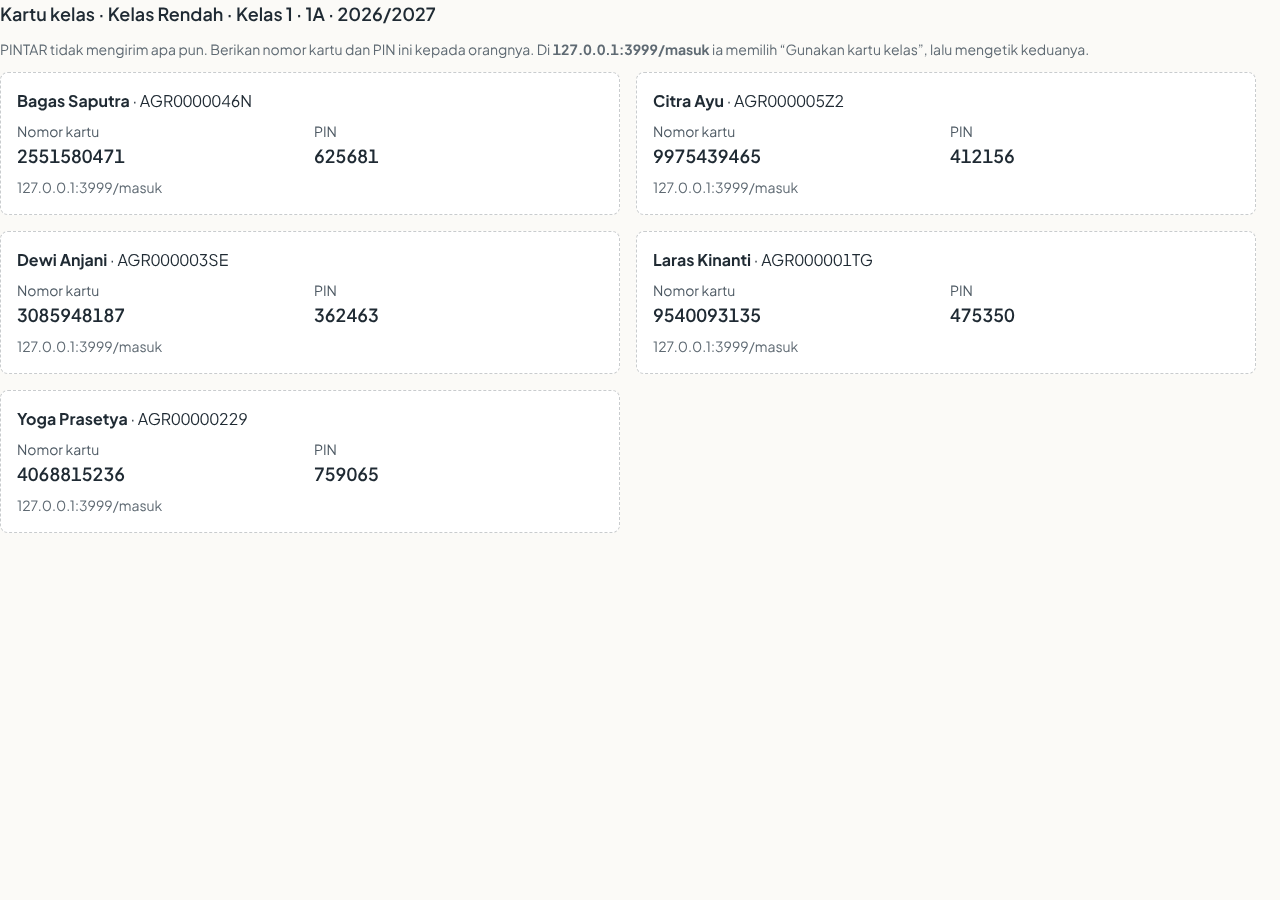 Kartu kelas · Kelas Rendah · Kelas 1 · 1A · 2026/2027
PINTAR tidak mengirim apa pun. Berikan nomor kartu dan PIN ini kepada orangnya. Di 127.0.0.1:3999/masuk ia memilih “Gunakan kartu kelas”, lalu mengetik keduanya.
Bagas Saputra · AGR0000046N
Nomor kartu PIN
2551580471 625681
127.0.0.1:3999/masuk
Citra Ayu · AGR000005Z2
Nomor kartu PIN
9975439465 412156
127.0.0.1:3999/masuk
Dewi Anjani · AGR000003SE
Nomor kartu PIN
3085948187 362463
127.0.0.1:3999/masuk
Laras Kinanti · AGR000001TG
Nomor kartu PIN
9540093135 475350
127.0.0.1:3999/masuk
Yoga Prasetya · AGR00000229
Nomor kartu PIN
4068815236 759065
127.0.0.1:3999/masuk